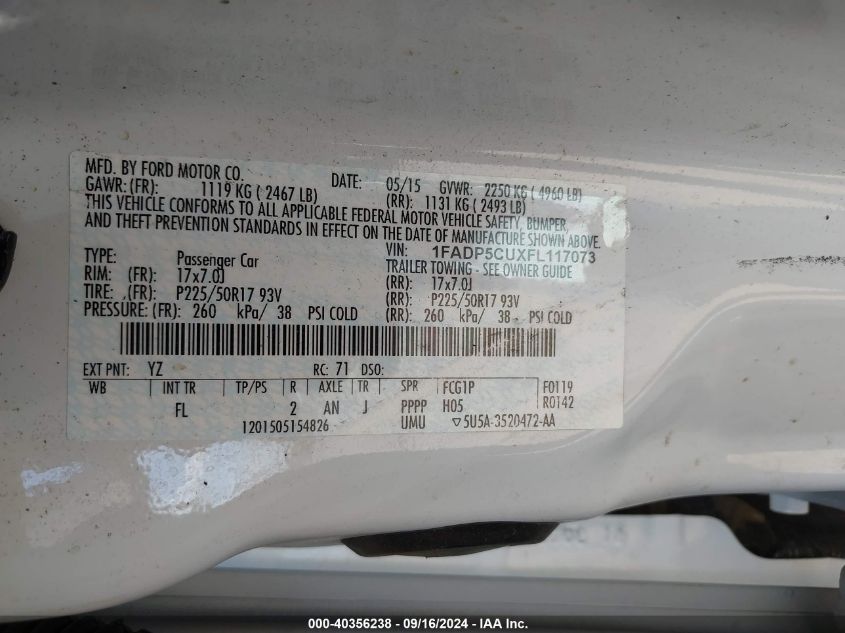 MFD. BY FORD MOTOR CO.
DATE: 05/15 GVWR: 2250 KG ( 4960 LB)
GAWR: (FR): 1119 KG ( 2467 LB) (RR): 1131 KG ( 2493 LB)
THIS VEHICLE CONFORMS TO ALL APPLICABLE FEDERAL MOTOR VEHICLE SAFETY, BUMPER,
AND THEFT PREVENTION STANDARDS IN EFFECT ON THE DATE OF MANUFACTURE SHOWN ABOVE.
VIN: 1FADP5CUXFL117073
TYPE: Passenger Car TRAILER TOWING - SEE OWNER GUIDE
RIM: (FR): 17x7.0J (RR): 17x7.0J
TIRE: (FR): P225/50R17 93V (RR): P225/50R17 93V
PRESSURE: (FR): 260 kPa/ 38 PSI COLD (RR): 260 kPa/ 38 PSI COLD
EXT PNT: YZ RC: 71 DSO:
WB INT TR TP/PS R AXLE TR SPR FCG1P F0119
FL 2 AN J PPPP H05 R0142
1201505154826 UMU ▽5U5A-3520472-AA
000-40356238 - 09/16/2024 - IAA Inc.